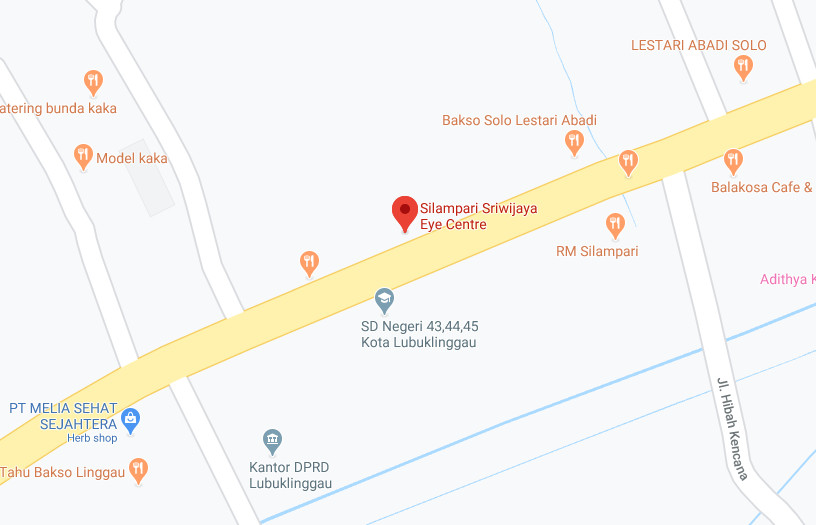 LESTARI ABADI SOLO
atering bunda kaka
Bakso Solo Lestari Abadi
Model kaka
Balakosa Cafe &
Silampari Sriwijaya
Eye Centre
RM Silampari
Adithya K
SD Negeri 43,44,45
Kota Lubuklinggau
Jl. Hibah Kencana
PT MELIA SEHAT
SEJAHTERA
Herb shop
Tahu Bakso Linggau
Kantor DPRD
Lubuklinggau